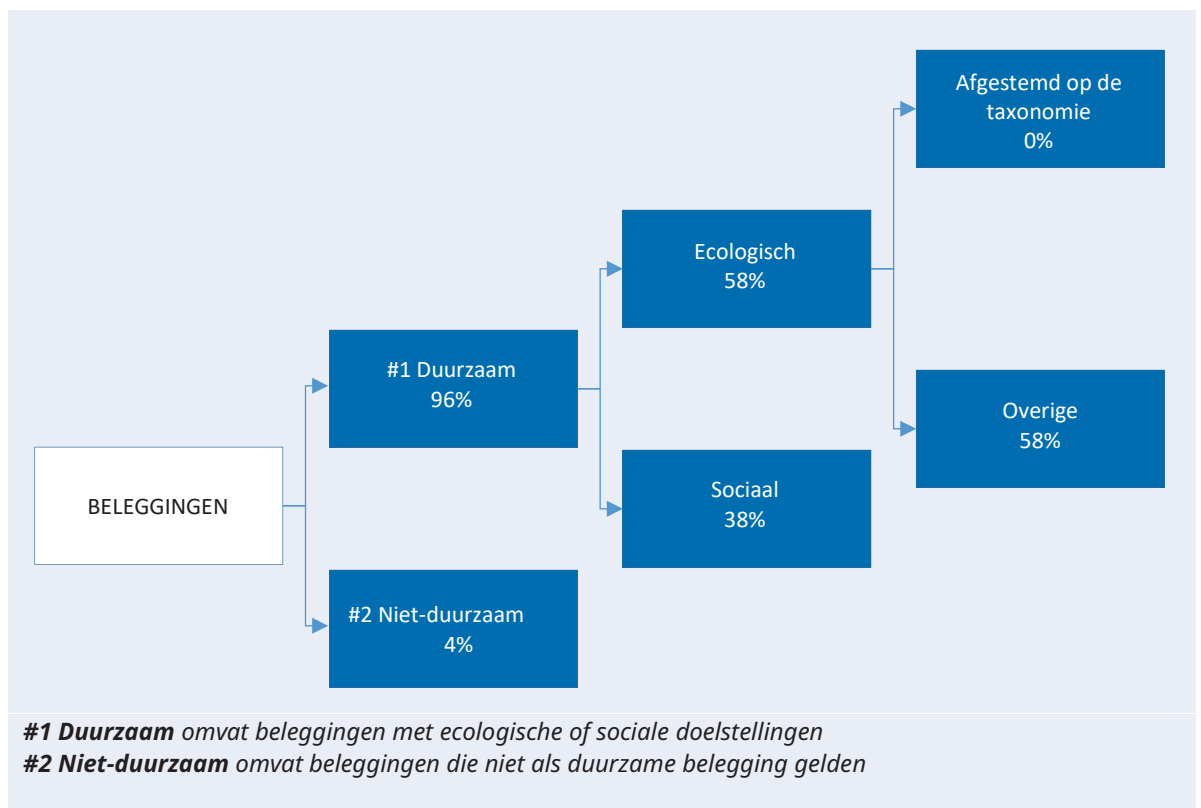 Afgestemd op de
taxonomie
0%
Ecologisch
58%
#1 Duurzaam
96%
Overige
58%
BELEGGINGEN
Sociaal
38%
#2 Niet-duurzaam
4%
#1 Duurzaam omvat beleggingen met ecologische of sociale doelstellingen
#2 Niet-duurzaam omvat beleggingen die niet als duurzame belegging gelden